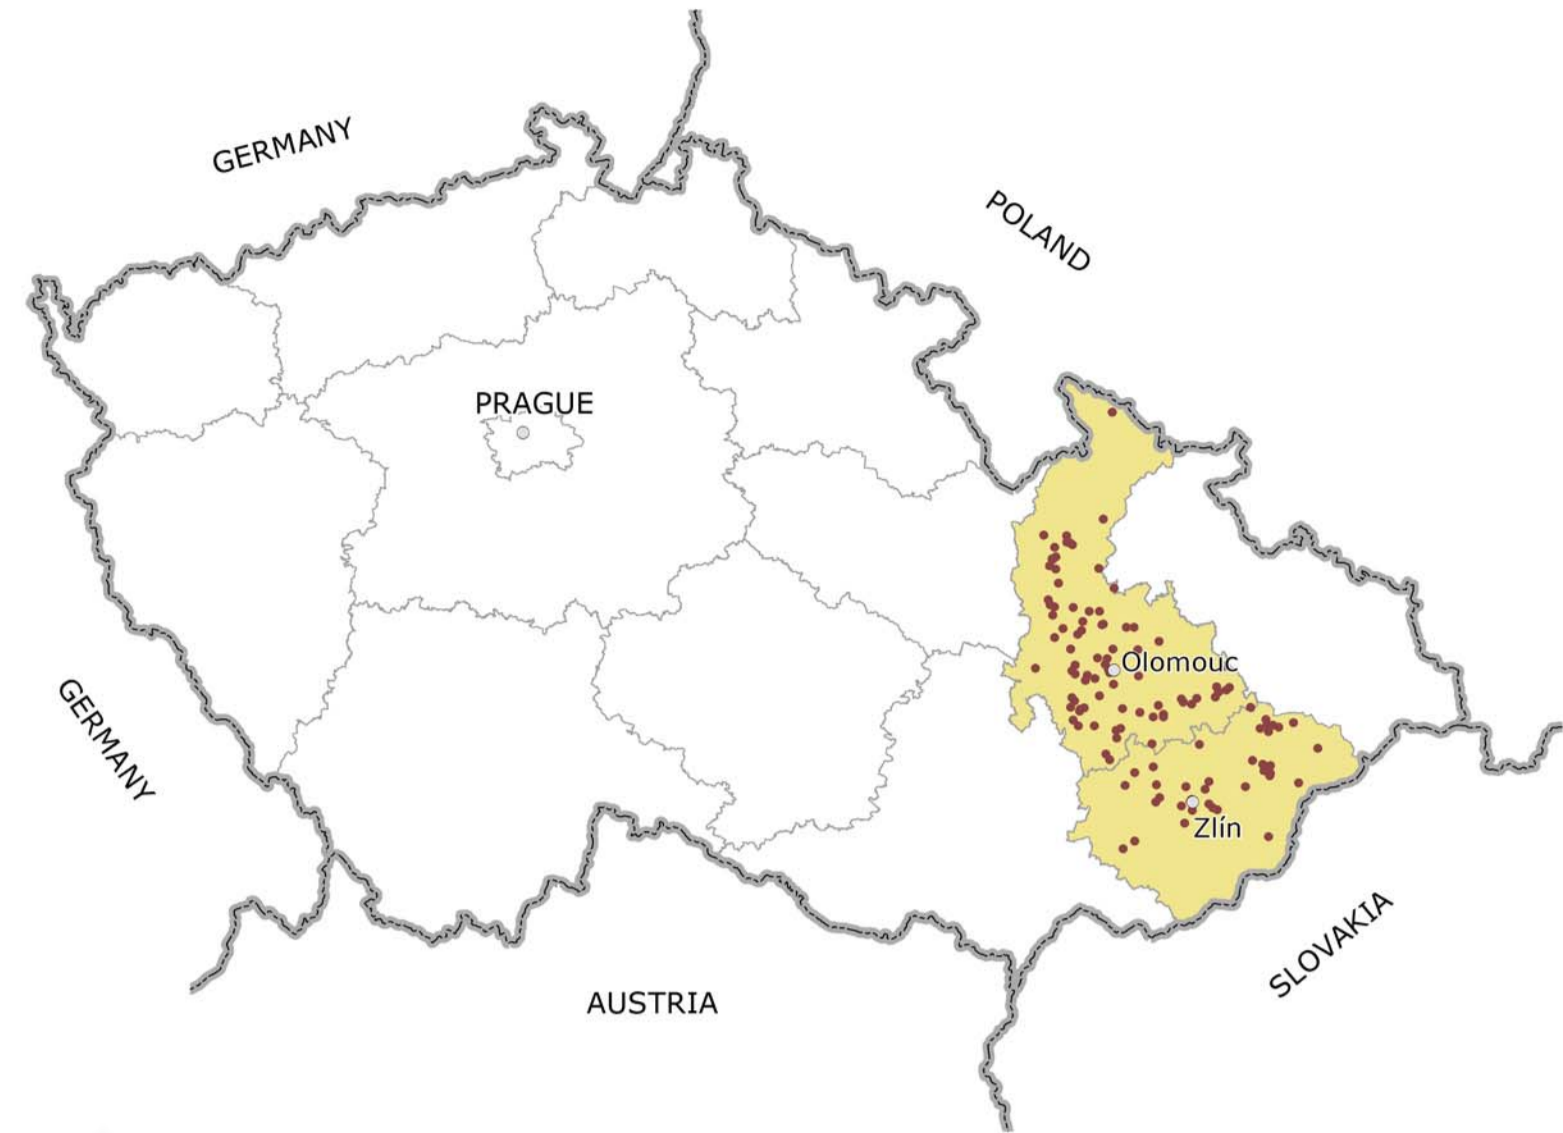 GERMANY
POLAND
PRAGUE
Olomouc
GERMANY
Zlín
SLOVAKIA
AUSTRIA